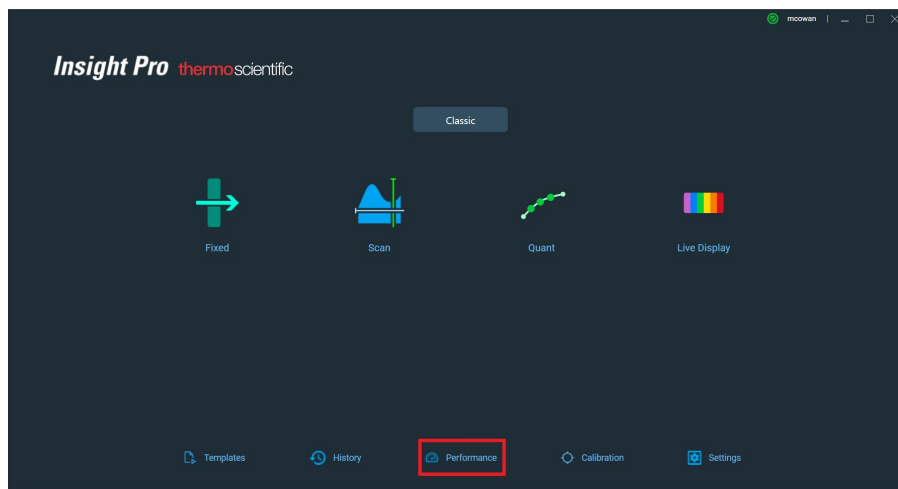 mcowan
Insight Pro thermoscientific
Classic
Fixed Scan Quant Live Display
Templates History Performance Calibration Settings